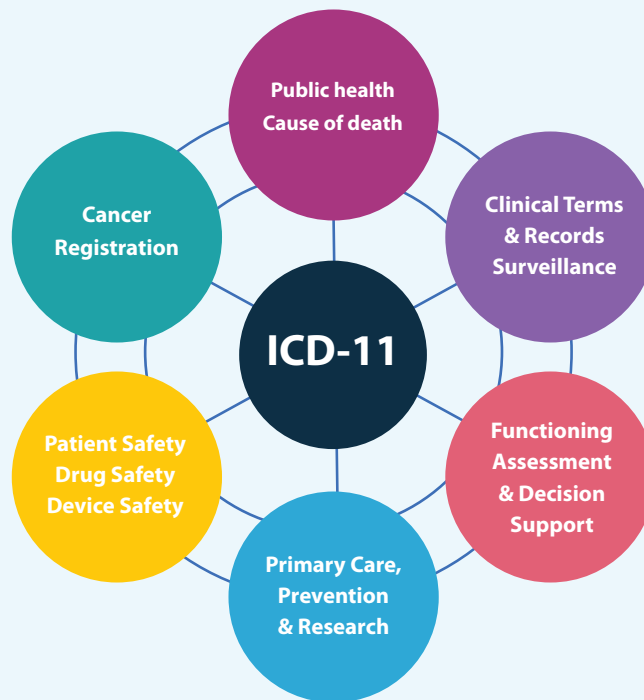 Public health
Cause of death
Clinical Terms
& Records
Surveillance
Functioning
Assessment
& Decision
Support
Primary Care,
Prevention
& Research
Patient Safety
Drug Safety
Device Safety
Cancer
Registration
ICD-11